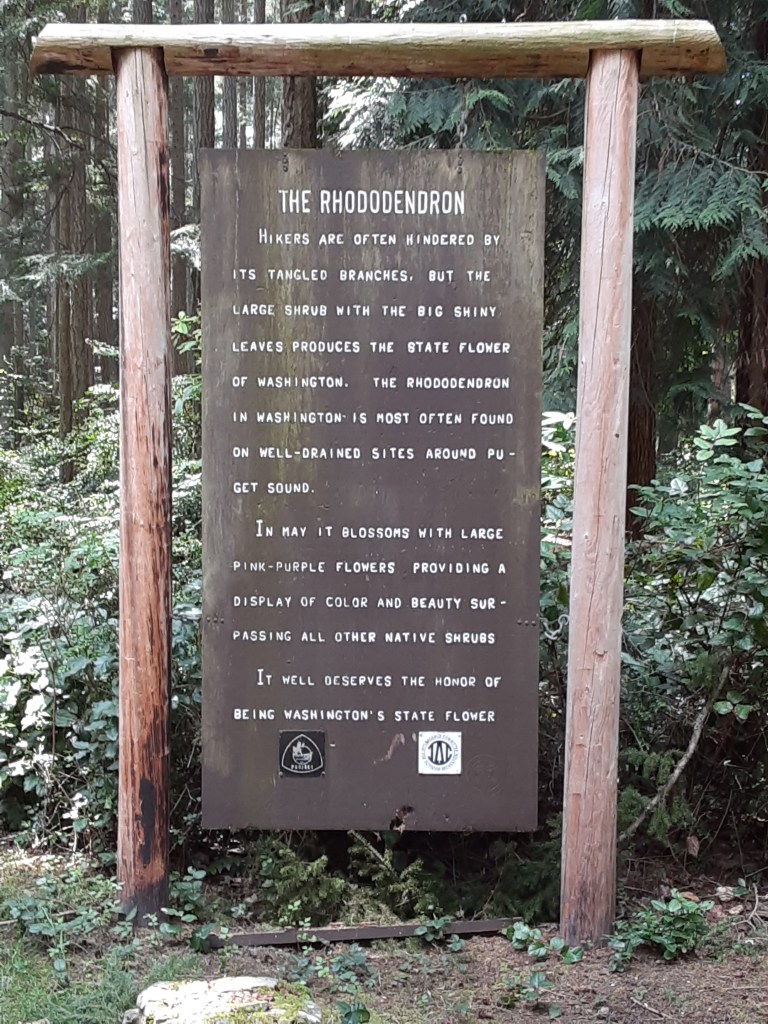 THE RHODODENDRON
HIKERS ARE OFTEN HINDERED BY
ITS TANGLED BRANCHES, BUT THE
LARGE SHRUB WITH THE BIG SHINY
LEAVES PRODUCES THE STATE FLOWER
OF WASHINGTON. THE RHODODENDRON
IN WASHINGTON IS MOST OFTEN FOUND
ON WELL-DRAINED SITES AROUND PU-
GET SOUND.
IN MAY IT BLOSSOMS WITH LARGE
PINK-PURPLE FLOWERS PROVIDING A
DISPLAY OF COLOR AND BEAUTY SUR-
PASSING ALL OTHER NATIVE SHRUBS
IT WELL DESERVES THE HONOR OF
BEING WASHINGTON'S STATE FLOWER
IAC